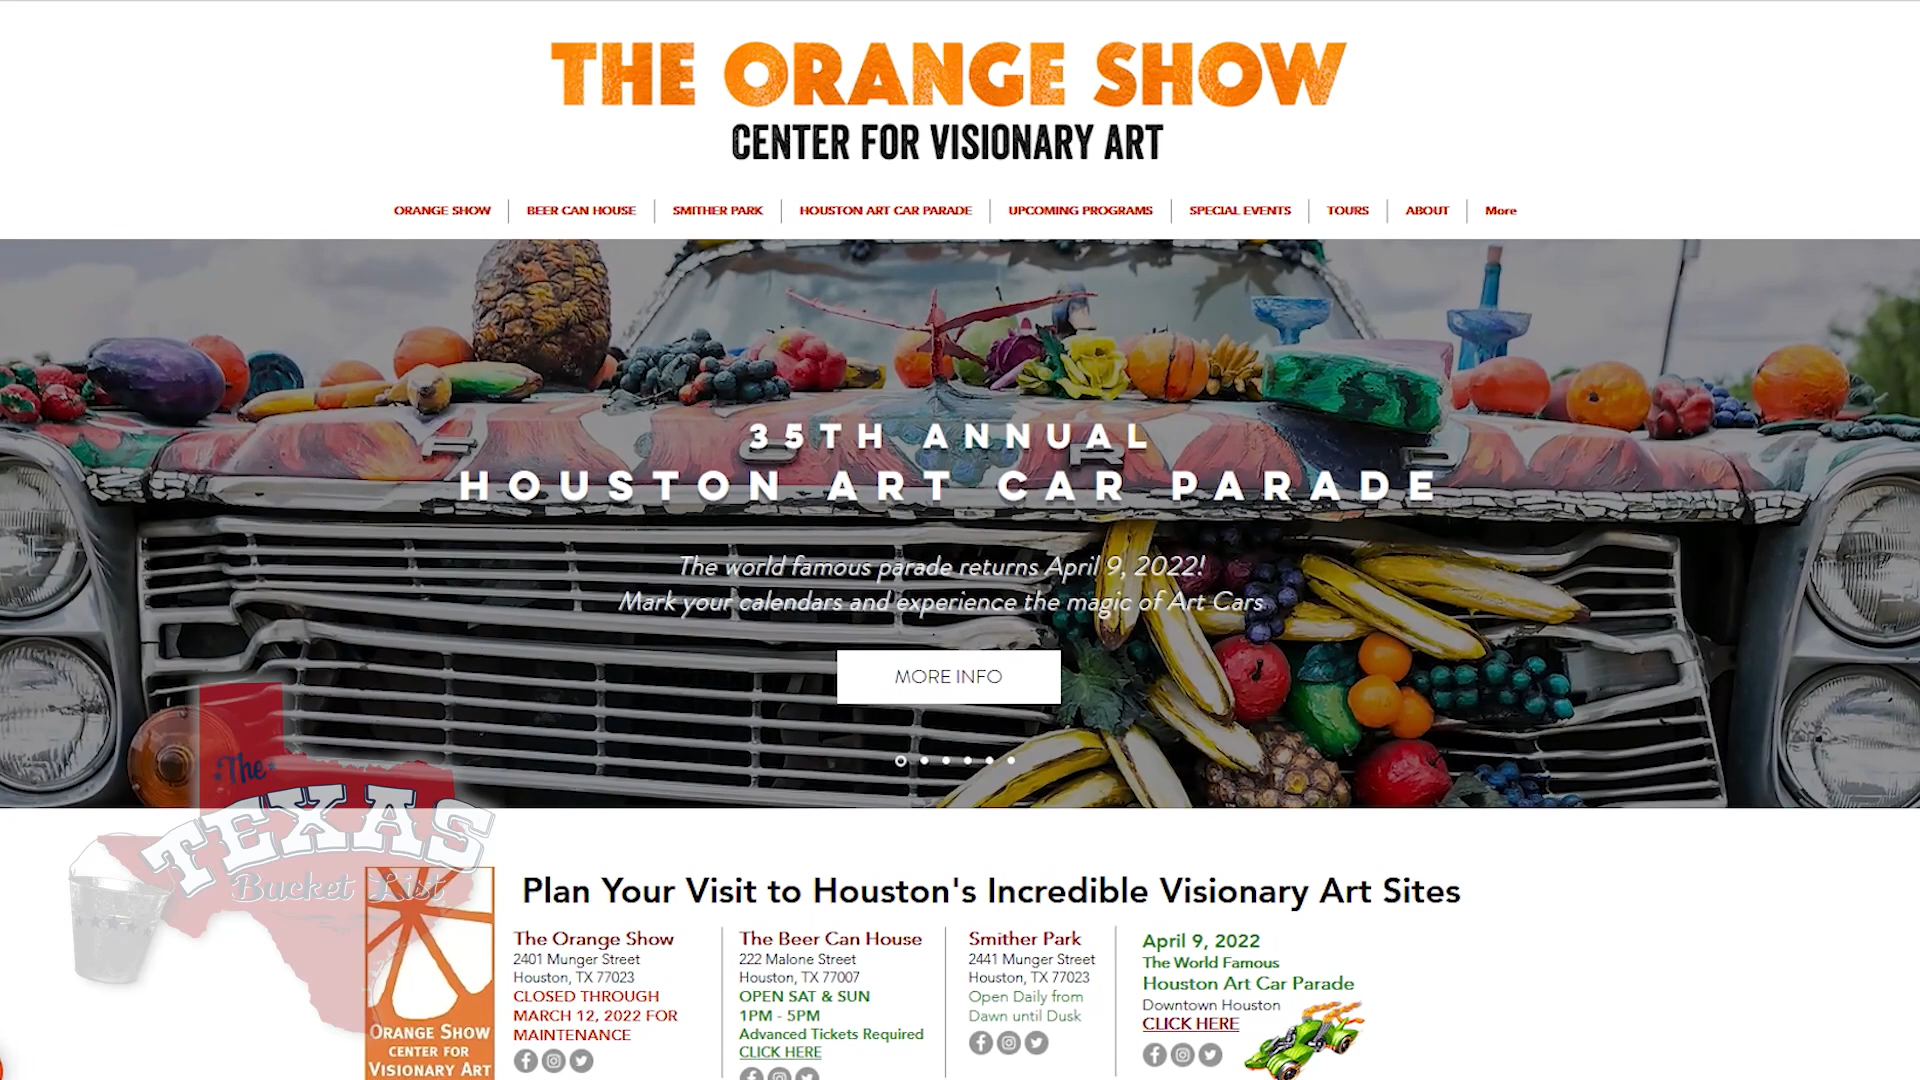 THE ORANGE SHOW
CENTER FOR VISIONARY ART
ORANGE SHOW
BEER CAN HOUSE
SMITHER PARK
HOUSTON ART CAR PARADE
UPCOMING PROGRAMS
SPECIAL EVENTS
TOURS
ABOUT
More
FORD
35TH ANNUAL
HOUSTON ART CAR PARADE
The world famous parade returns April 9, 2022!
Mark your calendars and experience the magic of Art Cars
MORE INFO
The
TEXAS
Bucket List
Plan Your Visit to Houston's Incredible Visionary Art Sites
ORANGE SHOW
CENTER FOR
VISIONARY ART
The Orange Show
2401 Munger Street
Houston, TX 77023
CLOSED THROUGH
MARCH 12, 2022 FOR
MAINTENANCE
The Beer Can House
222 Malone Street
Houston, TX 77007
OPEN SAT & SUN
1PM - 5PM
Advanced Tickets Required
CLICK HERE
Smither Park
2441 Munger Street
Houston, TX 77023
Open Daily from
Dawn until Dusk
April 9, 2022
The World Famous
Houston Art Car Parade
Downtown Houston
CLICK HERE